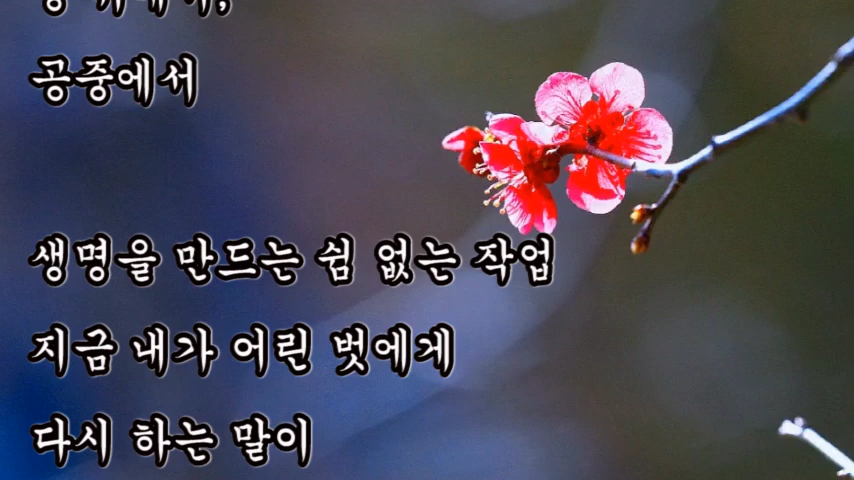 공중에서
생명을 만드는 쉼 없는 작업
지금 내가 어린 벗에게
다시 하는 말이